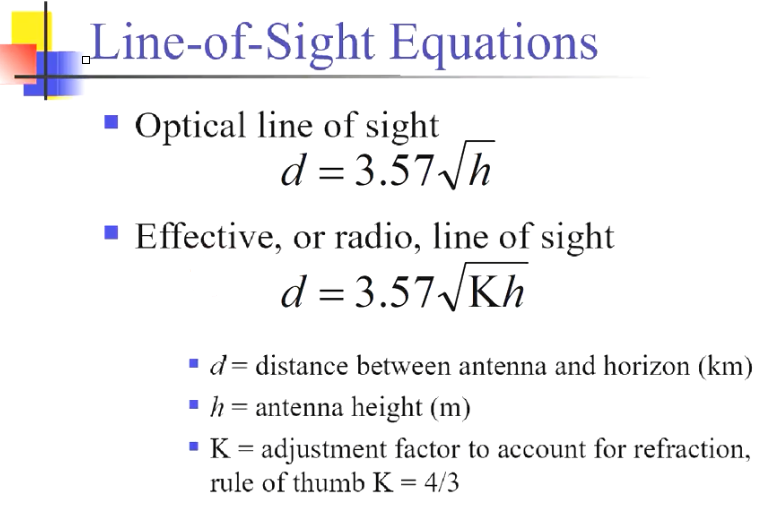 Line-of-Sight Equations
Optical line of sight
d = 3.57√h
Effective, or radio, line of sight
d = 3.57√Kh
d = distance between antenna and horizon (km)
h = antenna height (m)
K = adjustment factor to account for refraction,
rule of thumb K = 4/3